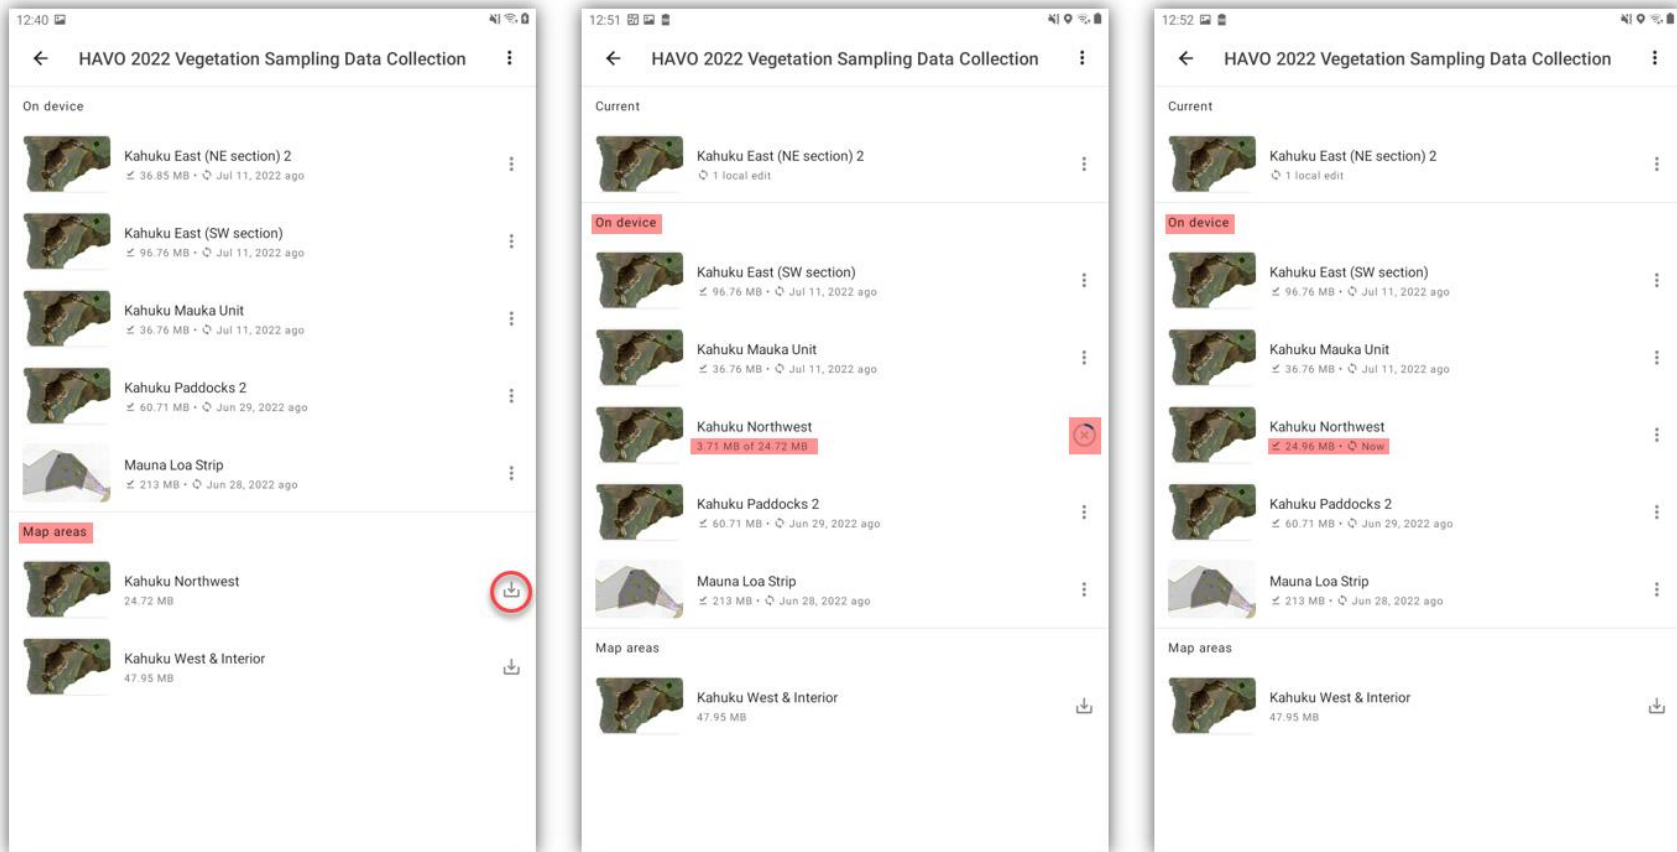 12:40
HAVO 2022 Vegetation Sampling Data Collection
On device
Kahuku East (NE section) 2
36.85 MB • Jul 11, 2022 ago
Kahuku East (SW section)
96.76 MB • Jul 11, 2022 ago
Kahuku Mauka Unit
36.76 MB • Jul 11, 2022 ago
Kahuku Paddocks 2
60.71 MB • Jun 29, 2022 ago
Mauna Loa Strip
213 MB • Jun 28, 2022 ago
Map areas
Kahuku Northwest
24.72 MB
Kahuku West & Interior
47.95 MB
12:51
HAVO 2022 Vegetation Sampling Data Collection
Current
Kahuku East (NE section) 2
1 local edit
On device
Kahuku East (SW section)
96.76 MB • Jul 11, 2022 ago
Kahuku Mauka Unit
36.76 MB • Jul 11, 2022 ago
Kahuku Northwest
3.71 MB of 24.72 MB
Kahuku Paddocks 2
60.71 MB • Jun 29, 2022 ago
Mauna Loa Strip
213 MB • Jun 28, 2022 ago
Map areas
Kahuku West & Interior
47.95 MB
12:52
HAVO 2022 Vegetation Sampling Data Collection
Current
Kahuku East (NE section) 2
1 local edit
On device
Kahuku East (SW section)
96.76 MB • Jul 11, 2022 ago
Kahuku Mauka Unit
36.76 MB • Jul 11, 2022 ago
Kahuku Northwest
24.96 MB • Now
Kahuku Paddocks 2
60.71 MB • Jun 29, 2022 ago
Mauna Loa Strip
213 MB • Jun 28, 2022 ago
Map areas
Kahuku West & Interior
47.95 MB